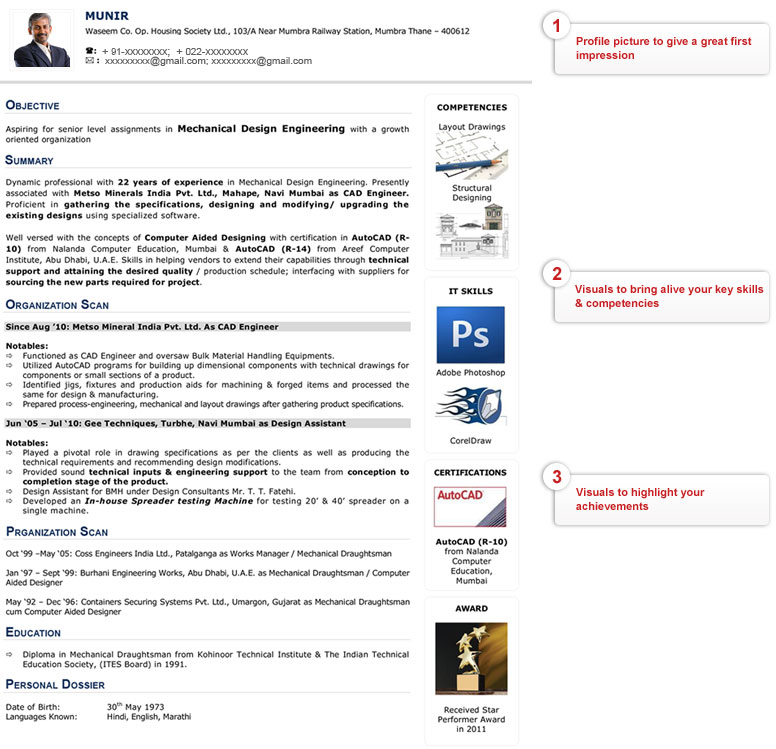 MUNIR
Waseem Co. Op. Housing Society Ltd., 103/A Near Mumbra Railway Station, Mumbra Thane – 400612
☎: + 91-xxxxxxxxx; + 022-xxxxxxxx
✉ : xxxxxxxxx@gmail.com; xxxxxxxxx@gmail.com
OBJECTIVE
Aspiring for senior level assignments in Mechanical Design Engineering with a growth
oriented organization
SUMMARY
Dynamic professional with 22 years of experience in Mechanical Design Engineering. Presently
associated with Metso Minerals India Pvt. Ltd., Mahape, Navi Mumbai as CAD Engineer.
Proficient in gathering the specifications, designing and modifying/ upgrading the
existing designs using specialized software.
Well versed with the concepts of Computer Aided Designing with certification in AutoCAD (R-
10) from Nalanda Computer Education, Mumbai & AutoCAD (R-14) from Areef Computer
Institute, Abu Dhabi, U.A.E. Skills in helping vendors to extend their capabilities through technical
support and attaining the desired quality / production schedule; interfacing with suppliers for
sourcing the new parts required for project.
ORGANIZATION SCAN
Since Aug ’10: Metso Mineral India Pvt. Ltd. As CAD Engineer
Notables:
⇨ Functioned as CAD Engineer and oversaw Bulk Material Handling Equipments.
⇨ Utilized AutoCAD programs for building up dimensional components with technical drawings for
components or small sections of a product.
⇨ Identified jigs, fixtures and production aids for machining & forged items and processed the
same for design & manufacturing.
⇨ Prepared process-engineering, mechanical and layout drawings after gathering product specifications.
Jun ‘05 – Jul ‘10: Gee Techniques, Turbhe, Navi Mumbai as Design Assistant
Notables:
⇨ Played a pivotal role in drawing specifications as per the clients as well as producing the
technical requirements and recommending design modifications.
⇨ Provided sound technical inputs & engineering support to the team from conception to
completion stage of the product.
⇨ Design Assistant for BMH under Design Consultants Mr. T. T. Fatehi.
⇨ Developed an In-house Spreader testing Machine for testing 20’ & 40’ spreader on a
single machine.
PRGANIZATION SCAN
Oct ‘99 –May ‘05: Coss Engineers India Ltd., Patalganga as Works Manager / Mechanical Draughtsman
Jan ‘97 – Sept ‘99: Burhani Engineering Works, Abu Dhabi, U.A.E. as Mechanical Draughtsman / Computer
Aided Designer
May ‘92 – Dec ‘96: Containers Securing Systems Pvt. Ltd., Umargon, Gujarat as Mechanical Draughtsman
cum Computer Aided Designer
EDUCATION
⇨ Diploma in Mechanical Draughtsman from Kohinoor Technical Institute & The Indian Technical
Education Society, (ITES Board) in 1991.
PERSONAL DOSSIER
Date of Birth: 30th May 1973
Languages Known: Hindi, English, Marathi
COMPETENCIES
Layout Drawings
Structural
Designing
IT SKILLS
Ps
Adobe Photoshop
CorelDraw
CERTIFICATIONS
AutoCAD
AutoCAD (R-10)
from Nalanda
Computer
Education,
Mumbai
AWARD
Received Star
Performer Award
in 2011
1
Profile picture to give a great first
impression
2
Visuals to bring alive your key skills
& competencies
3
Visuals to highlight your
achievements